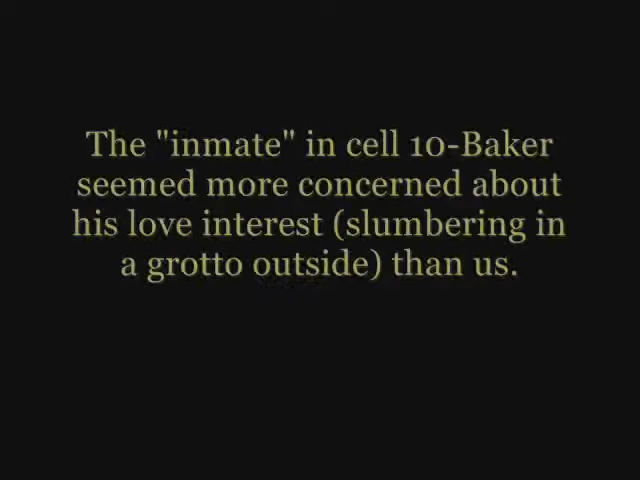 The "inmate" in cell 10-Baker
seemed more concerned about
his love interest (slumbering in
a grotto outside) than us.